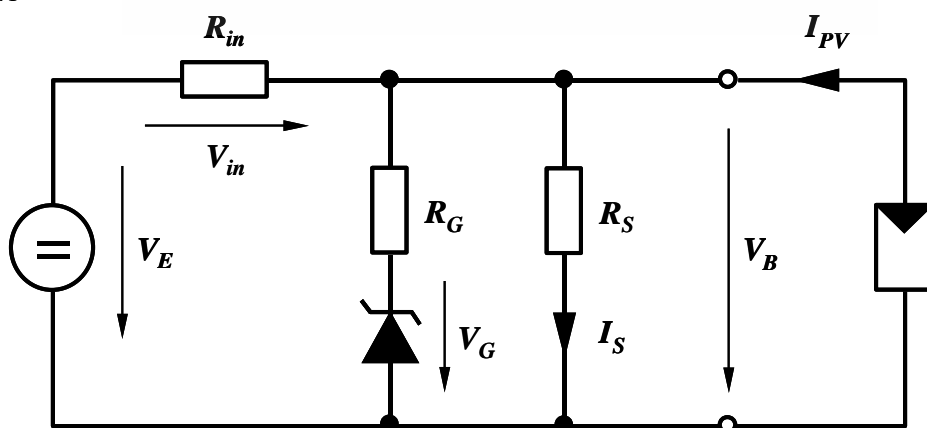 R_in
I_PV
V_in
R_G
R_S
V_E
V_B
V_G
I_S